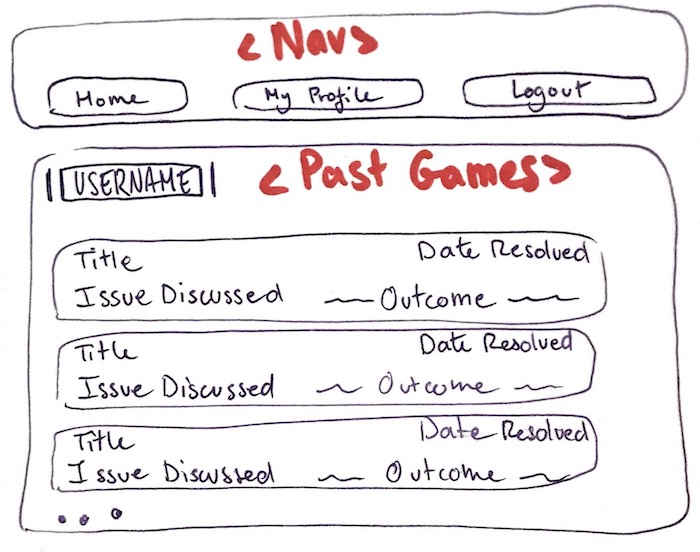 <Nav>
Home My Profile Logout
USERNAME <Past Games>
Title Date Resolved
Issue Discussed Outcome
Title Date Resolved
Issue Discussed Outcome
Title Date Resolved
Issue Discussed Outcome